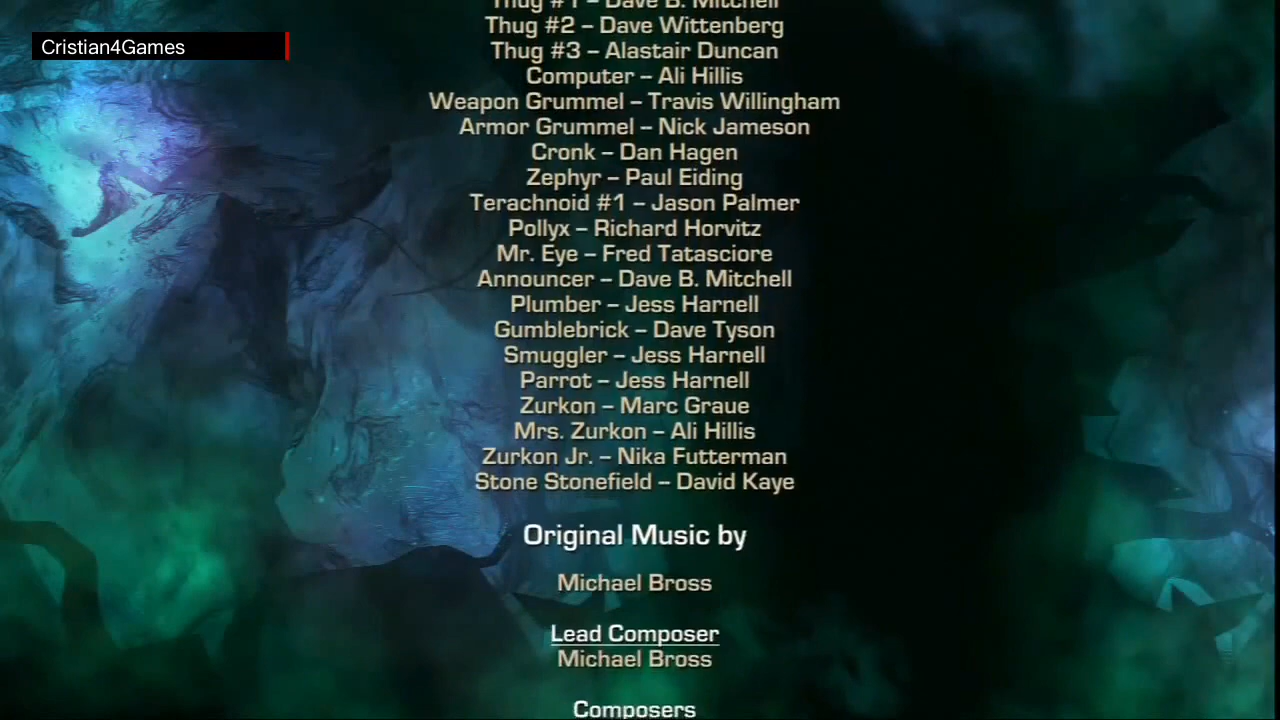 Thug #1 – Dave B. Mitchell
Cristian4Games
Thug #2 – Dave Wittenberg
Thug #3 – Alastair Duncan
Computer – Ali Hillis
Weapon Grummel – Travis Willingham
Armor Grummel – Nick Jameson
Cronk – Dan Hagen
Zephyr – Paul Eiding
Terachnoid #1 – Jason Palmer
Pollyx – Richard Horvitz
Mr. Eye – Fred Tatasciore
Announcer – Dave B. Mitchell
Plumber – Jess Harnell
Gumblebrick – Dave Tyson
Smuggler – Jess Harnell
Parrot – Jess Harnell
Zurkon – Marc Graue
Mrs. Zurkon – Ali Hillis
Zurkon Jr. – Nika Futterman
Stone Stonefield – David Kaye
Original Music by
Michael Bross
Lead Composer
Michael Bross
Composers